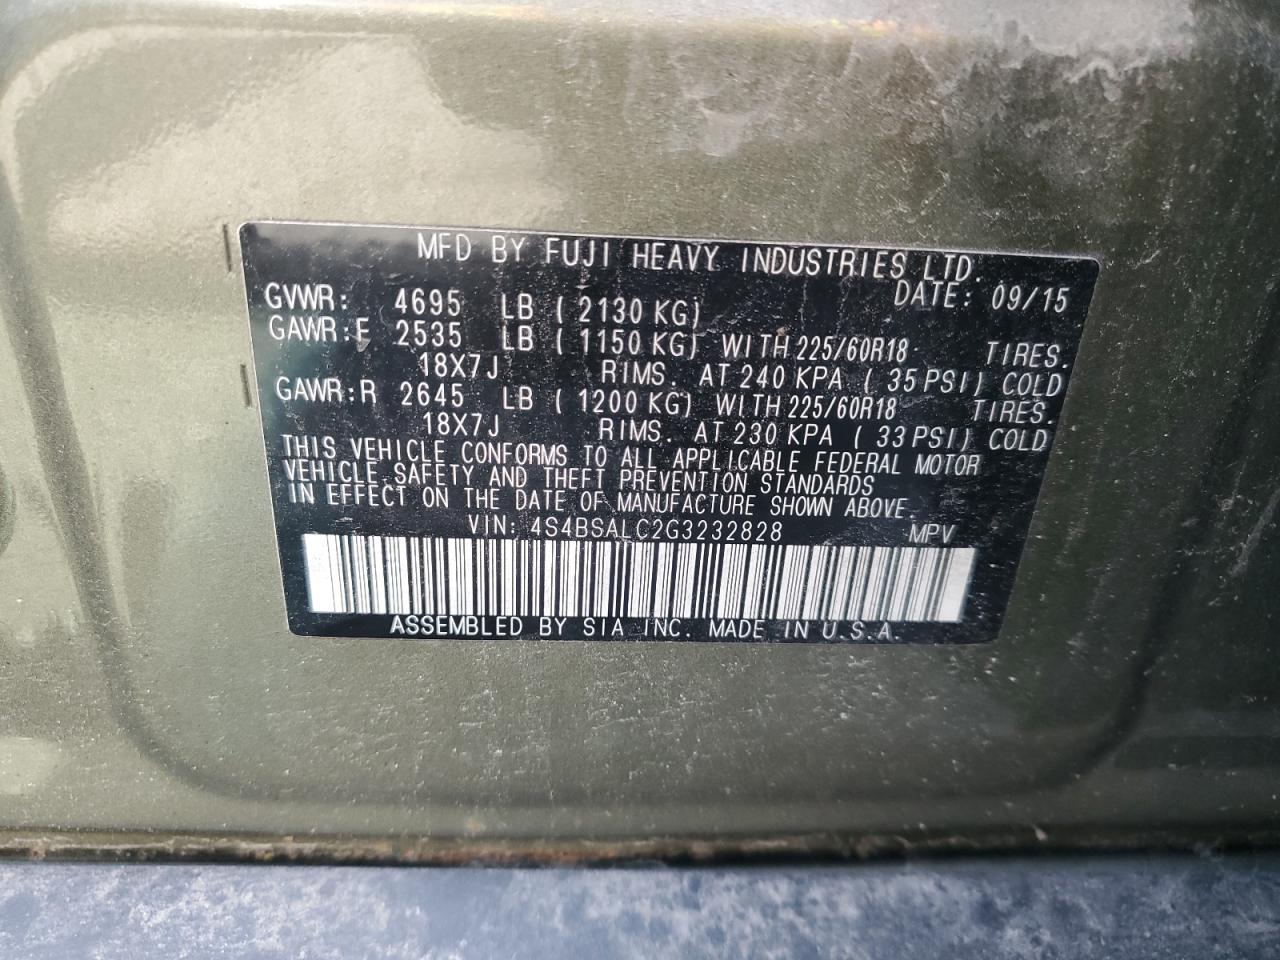 MFD BY FUJI HEAVY INDUSTRIES LTD.
DATE: 09/15
GVWR: 4695 LB ( 2130 KG)
GAWR:F 2535 LB ( 1150 KG) WITH 225/60R18 TIRES.
18X7J RIMS. AT 240 KPA ( 35 PSI) COLD
GAWR:R 2645 LB ( 1200 KG) WITH 225/60R18 TIRES.
18X7J RIMS. AT 230 KPA ( 33 PSI) COLD
THIS VEHICLE CONFORMS TO ALL APPLICABLE FEDERAL MOTOR
VEHICLE SAFETY AND THEFT PREVENTION STANDARDS
IN EFFECT ON THE DATE OF MANUFACTURE SHOWN ABOVE.
VIN: 4S4BSALC2G3232828 MPV
ASSEMBLED BY SIA INC. MADE IN U.S.A.